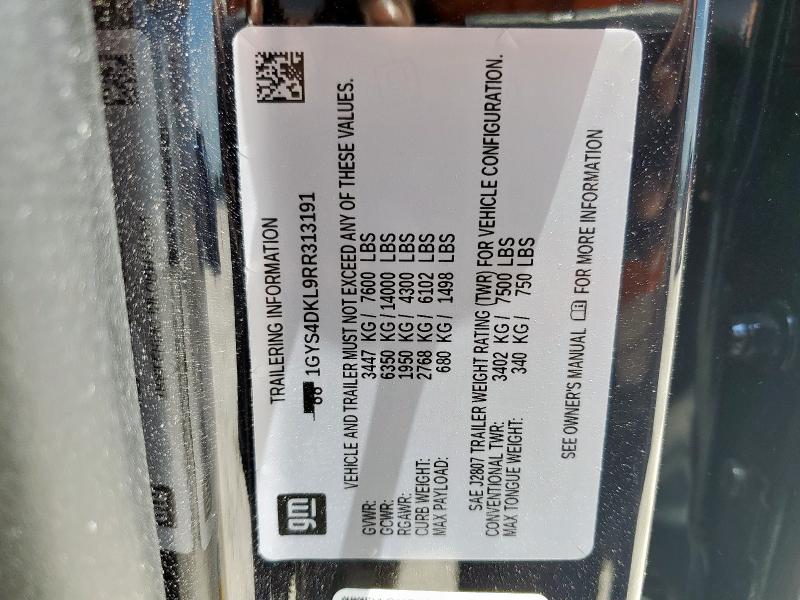 gm
TRAILERING INFORMATION
1GYS4DKL9RR313191
VEHICLE AND TRAILER MUST NOT EXCEED ANY OF THESE VALUES.
GVWR: 3447 KG / 7600 LBS
GCWR: 6350 KG / 14000 LBS
RGAWR: 1950 KG / 4300 LBS
CURB WEIGHT: 2768 KG / 6102 LBS
MAX PAYLOAD: 680 KG / 1498 LBS
SAE J2807 TRAILER WEIGHT RATING (TWR) FOR VEHICLE CONFIGURATION.
CONVENTIONAL TWR: 3402 KG / 7500 LBS
MAX TONGUE WEIGHT: 340 KG / 750 LBS
SEE OWNER'S MANUAL FOR MORE INFORMATION